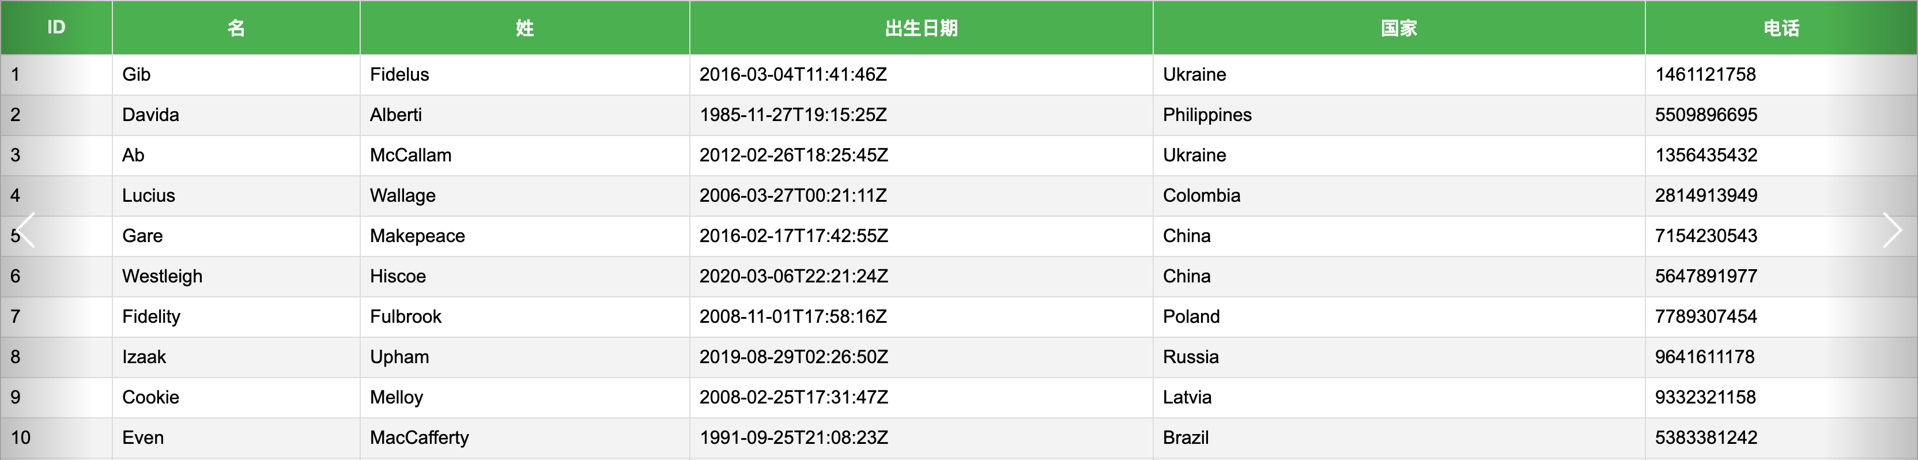 ID 名 姓 出生日期 国家 电话
1 Gib Fidelus 2016-03-04T11:41:46Z Ukraine 1461121758
2 Davida Alberti 1985-11-27T19:15:25Z Philippines 5509896695
3 Ab McCallam 2012-02-26T18:25:45Z Ukraine 1356435432
4 Lucius Wallage 2006-03-27T00:21:11Z Colombia 2814913949
5 Gare Makepeace 2016-02-17T17:42:55Z China 7154230543
6 Westleigh Hiscoe 2020-03-06T22:21:24Z China 5647891977
7 Fidelity Fulbrook 2008-11-01T17:58:16Z Poland 7789307454
8 Izaak Upham 2019-08-29T02:26:50Z Russia 9641611178
9 Cookie Melloy 2008-02-25T17:31:47Z Latvia 9332321158
10 Even MacCafferty 1991-09-25T21:08:23Z Brazil 5383381242